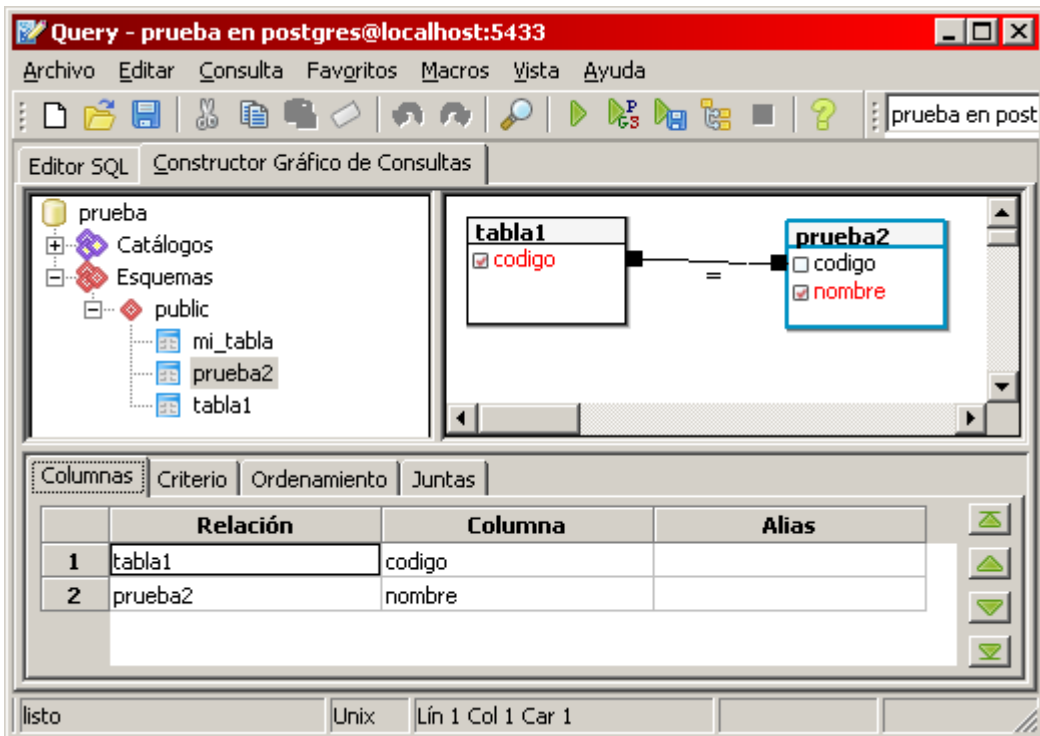 Query - prueba en postgres@localhost:5433
Archivo Editar Consulta Favoritos Macros Vista Ayuda
prueba en post
Editor SQL Constructor Gráfico de Consultas
prueba
Catálogos
Esquemas
public
mi_tabla
prueba2
tabla1
tabla1
codigo
=
prueba2
codigo
nombre
Columnas Criterio Ordenamiento Juntas
Relación Columna Alias
1 tabla1 codigo
2 prueba2 nombre
listo Unix Lín 1 Col 1 Car 1